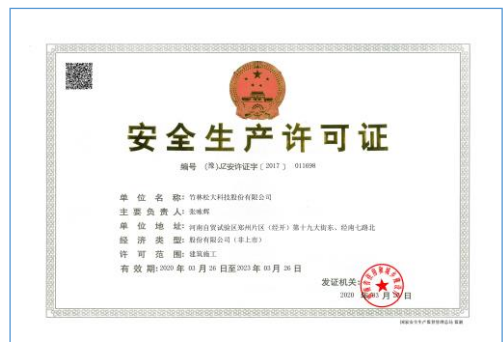 安全生产许可证
编号 (豫)JZ安许证字〔2017〕 011698
单位名称: 竹林松大科技股份有限公司
主要负责人:
单位地址: 河南自贸试验区郑州片区(经开)第十九大街东、经南七路北
经济类型: 股份有限公司(非上市)
许可范围: 建筑施工
有效期: 2020 年 03 月 26 日至2023 年 03 月 26 日
发证机关:
2020 年 03 月 日